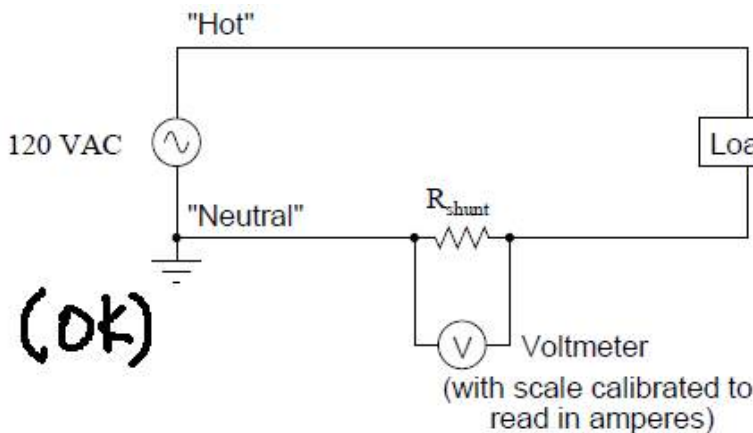 "Hot"
120 VAC
Loa
"Neutral"
Rshunt
(OK)
V
Voltmeter
(with scale calibrated to
read in amperes)